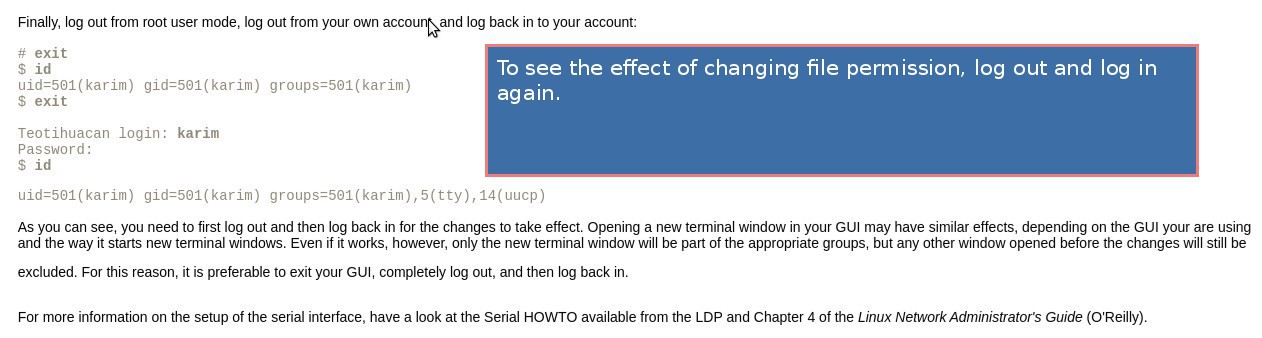 Finally, log out from root user mode, log out from your own account, and log back in to your account:
# exit
$ id
uid=501(karim) gid=501(karim) groups=501(karim)
$ exit
To see the effect of changing file permission, log out and log in
again.
Teotihuacan login: karim
Password:
$ id
uid=501(karim) gid=501(karim) groups=501(karim),5(tty),14(uucp)
As you can see, you need to first log out and then log back in for the changes to take effect. Opening a new terminal window in your GUI may have similar effects, depending on the GUI your are using
and the way it starts new terminal windows. Even if it works, however, only the new terminal window will be part of the appropriate groups, but any other window opened before the changes will still be
excluded. For this reason, it is preferable to exit your GUI, completely log out, and then log back in.
For more information on the setup of the serial interface, have a look at the Serial HOWTO available from the LDP and Chapter 4 of the Linux Network Administrator's Guide (O'Reilly).